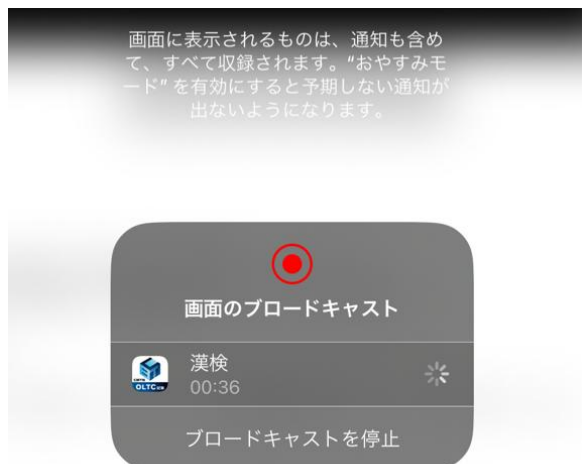 画面に表示されるものは、通知も含め
て、すべて収録されます。“おやすみモ
ード” を有効にすると予期しない通知が
出ないようになります。
画面のブロードキャスト
漢検
OLTC
00:36
ブロードキャストを停止